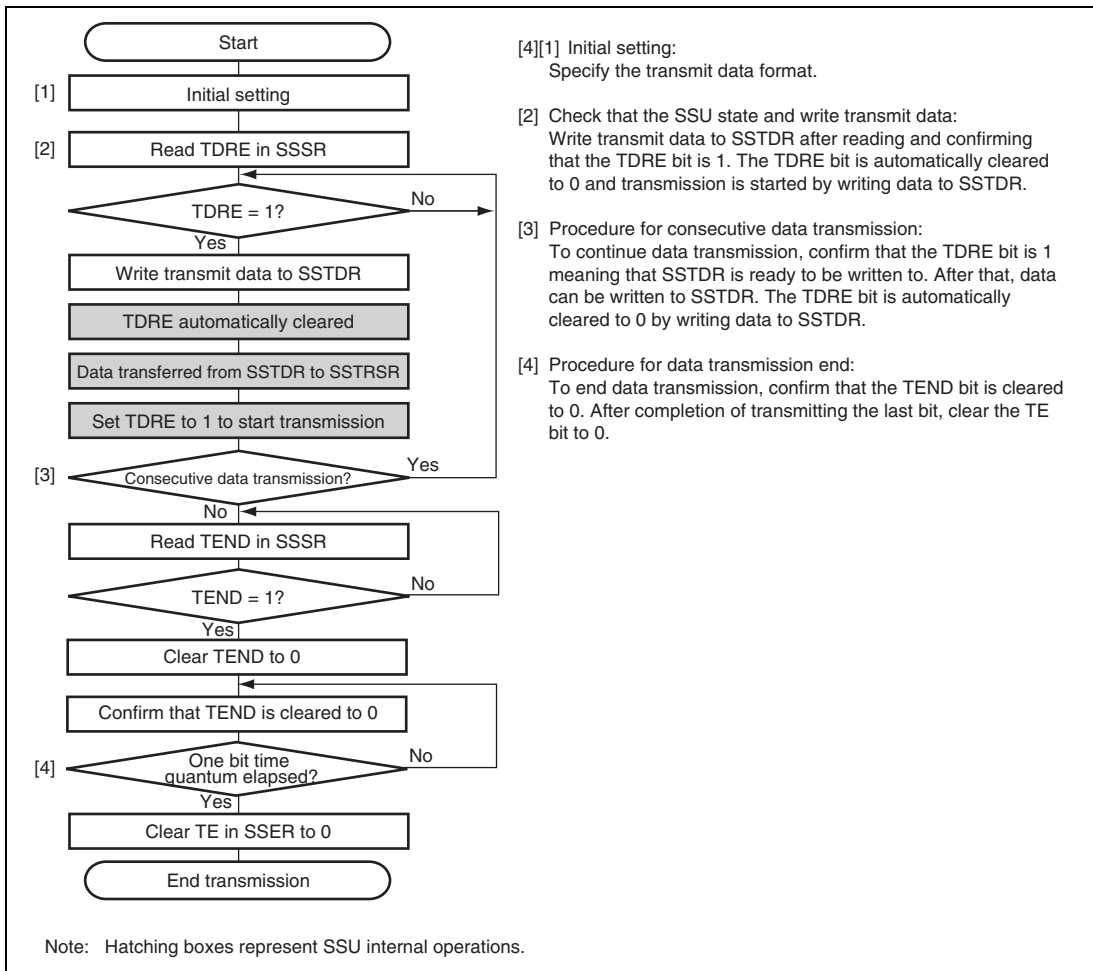 Start
[1] Initial setting
[2] Read TDRE in SSSR
TDRE = 1?
No
Yes
Write transmit data to SSTDR
TDRE automatically cleared
Data transferred from SSTDR to SSTRSR
Set TDRE to 1 to start transmission
[3] Consecutive data transmission?
Yes
No
Read TEND in SSSR
TEND = 1?
No
Yes
Clear TEND to 0
Confirm that TEND is cleared to 0
[4] One bit time
quantum elapsed?
No
Yes
Clear TE in SSER to 0
End transmission
[4][1] Initial setting:
Specify the transmit data format.
[2] Check that the SSU state and write transmit data:
Write transmit data to SSTDR after reading and confirming
that the TDRE bit is 1. The TDRE bit is automatically cleared
to 0 and transmission is started by writing data to SSTDR.
[3] Procedure for consecutive data transmission:
To continue data transmission, confirm that the TDRE bit is 1
meaning that SSTDR is ready to be written to. After that, data
can be written to SSTDR. The TDRE bit is automatically
cleared to 0 by writing data to SSTDR.
[4] Procedure for data transmission end:
To end data transmission, confirm that the TEND bit is cleared
to 0. After completion of transmitting the last bit, clear the TE
bit to 0.
Note: Hatching boxes represent SSU internal operations.